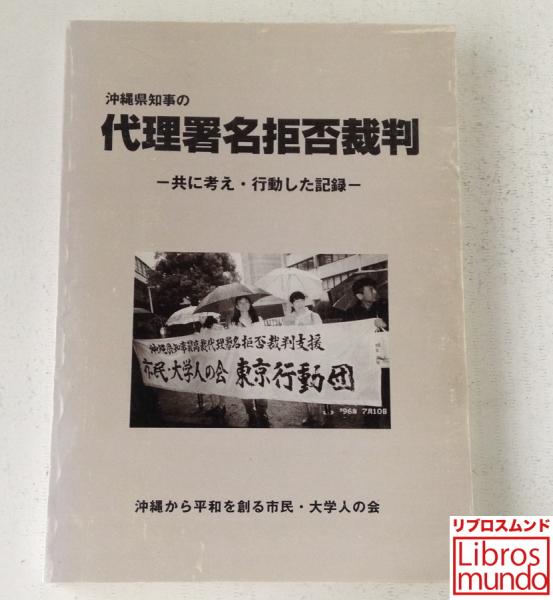 沖縄県知事の
代理署名拒否裁判
－共に考え・行動した記録－
沖縄県知事最高裁代理署名拒否裁判支援
市民・大学人の会 東京行動団
'96年 7月10日
沖縄から平和を創る市民・大学人の会
リブロスムンド
Libros
mundo